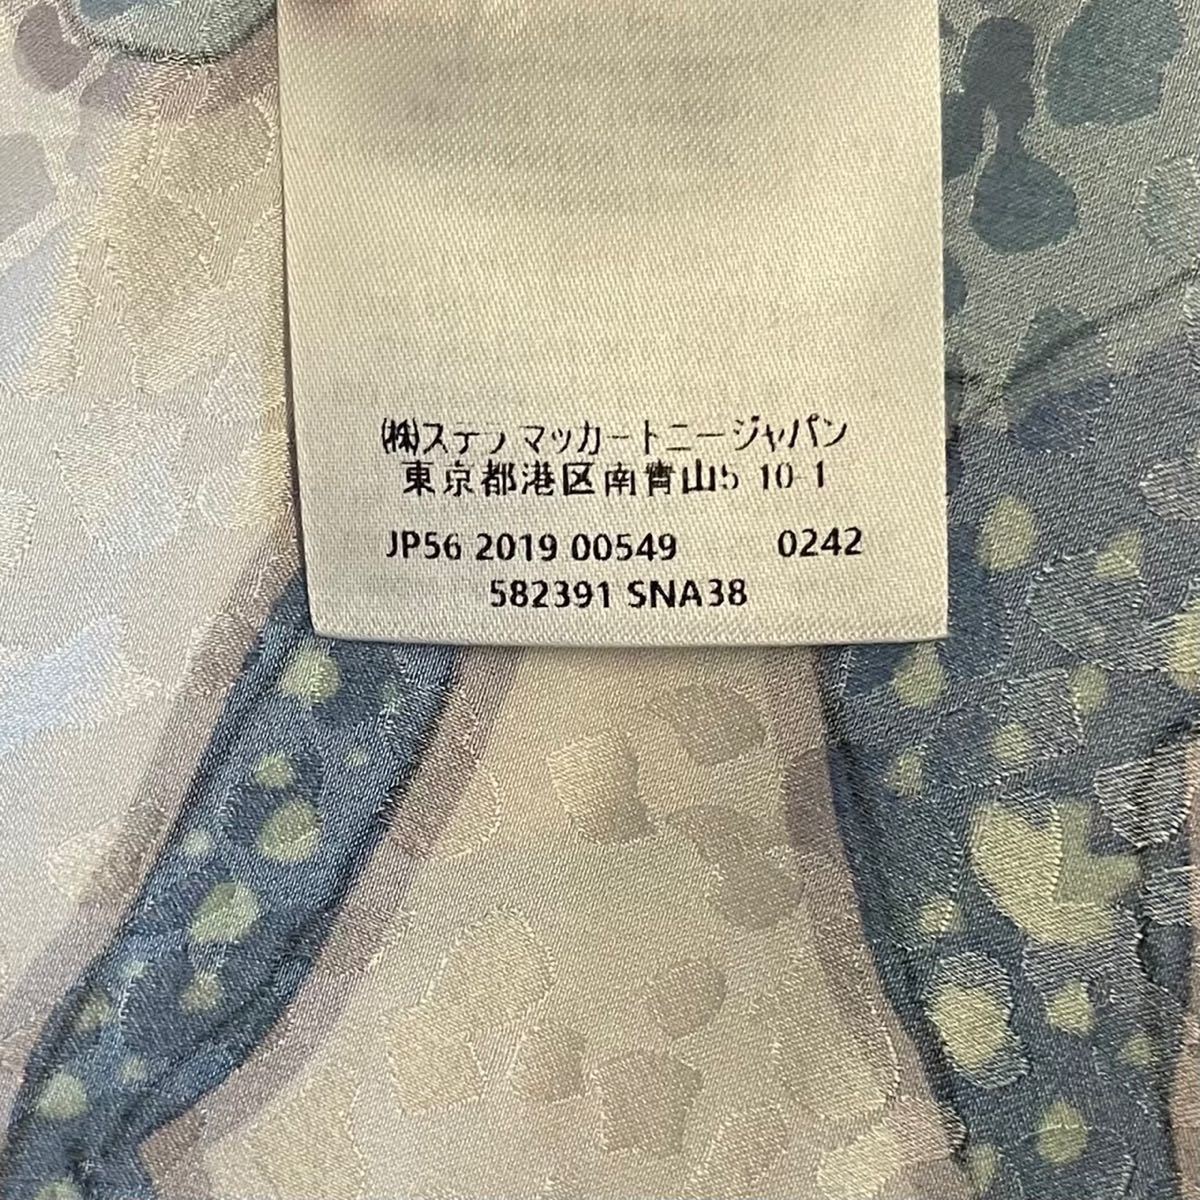 ㈱ステラマッカートニージャパン
東京都港区南青山5 10-1
JP56 2019 00549 0242
582391 SNA38